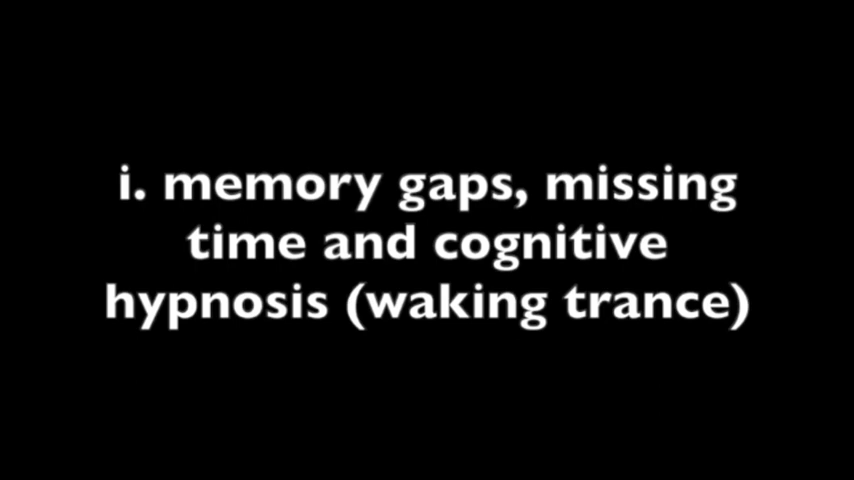 i. memory gaps, missing
time and cognitive
hypnosis (waking trance)